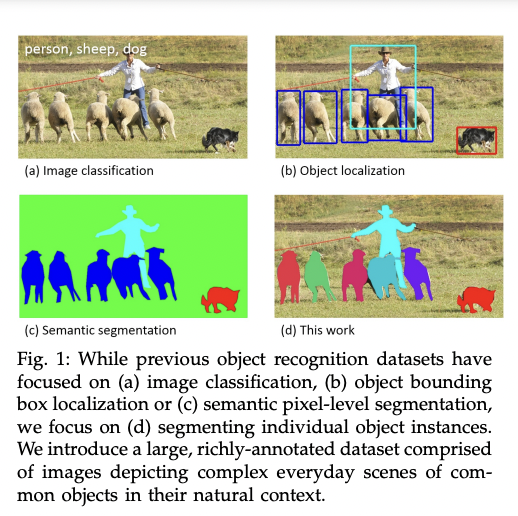 person, sheep, dog
(a) Image classification
(b) Object localization
(c) Semantic segmentation
(d) This work
Fig. 1: While previous object recognition datasets have
focused on (a) image classification, (b) object bounding
box localization or (c) semantic pixel-level segmentation,
we focus on (d) segmenting individual object instances.
We introduce a large, richly-annotated dataset comprised
of images depicting complex everyday scenes of com-
mon objects in their natural context.